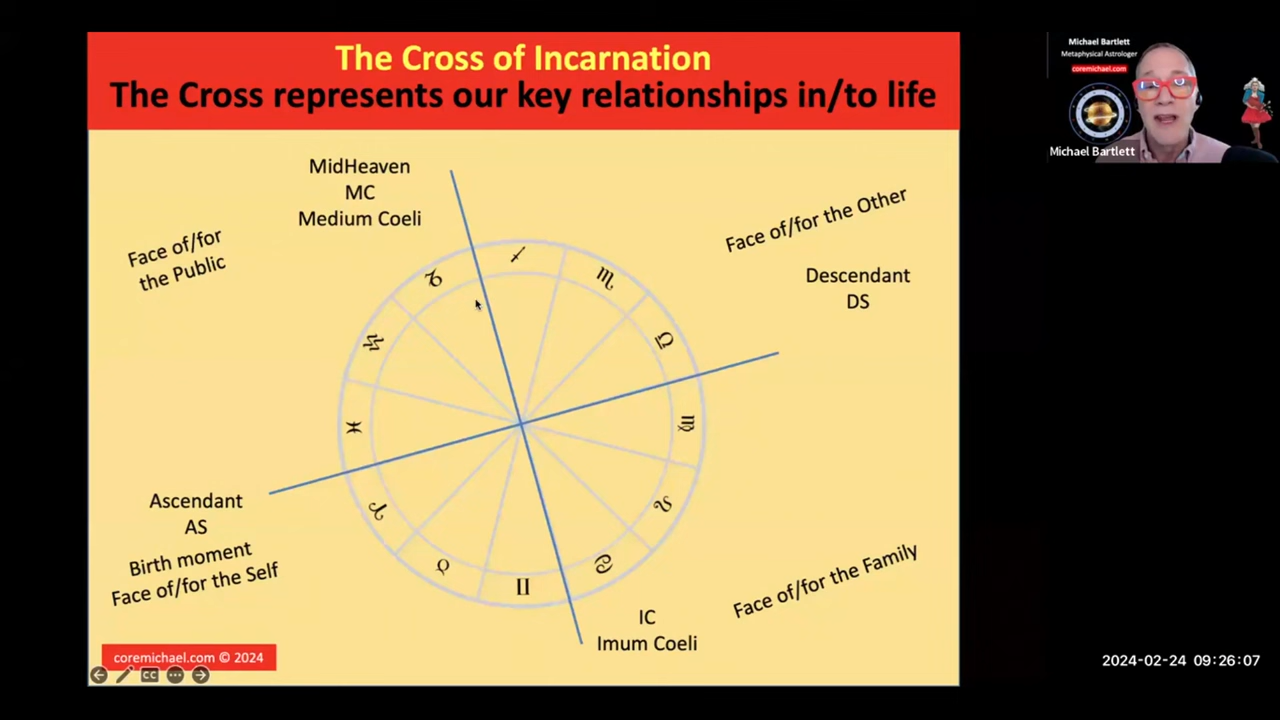 The Cross of Incarnation
The Cross represents our key relationships in/to life
MidHeaven
MC
Medium Coeli
Face of/for
the Public
Face of/for the Other
Descendant
DS
♐
♏
♑
♎
♒
♓
♍
Ascendant
AS
Birth moment
Face of/for the Self
♈
♌
♉
♊
♋
IC
Imum Coeli
Face of/for the Family
coremichael.com © 2024
CC
Michael Bartlett
Metaphysical Astrologer
coremichael.com
Michael Bartlett
2024-02-24 09:26:07